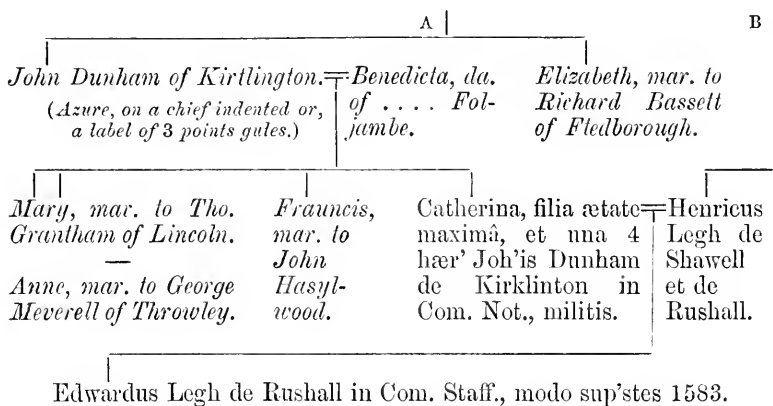 A B
John Dunham of Kirtlington.
(Azure, on a chief indented or,
a label of 3 points gules.)
Benedicta, da.
of .... Fol-
jambe.
Elizabeth, mar. to
Richard Bassett
of Fledborough.
Mary, mar. to Tho.
Grantham of Lincoln.
—
Anne, mar. to George
Meverell of Throwley.
Frauncis,
mar. to
John
Hasyl-
wood.
Catherina, filia ætate
maximâ, et una 4
hær' Joh'is Dunham
de Kirklinton in
Com. Not., militis.
Henricus
Legh de
Shawell
et de
Rushall.
Edwardus Legh de Rushall in Com. Staff., modo sup'stes 1583.